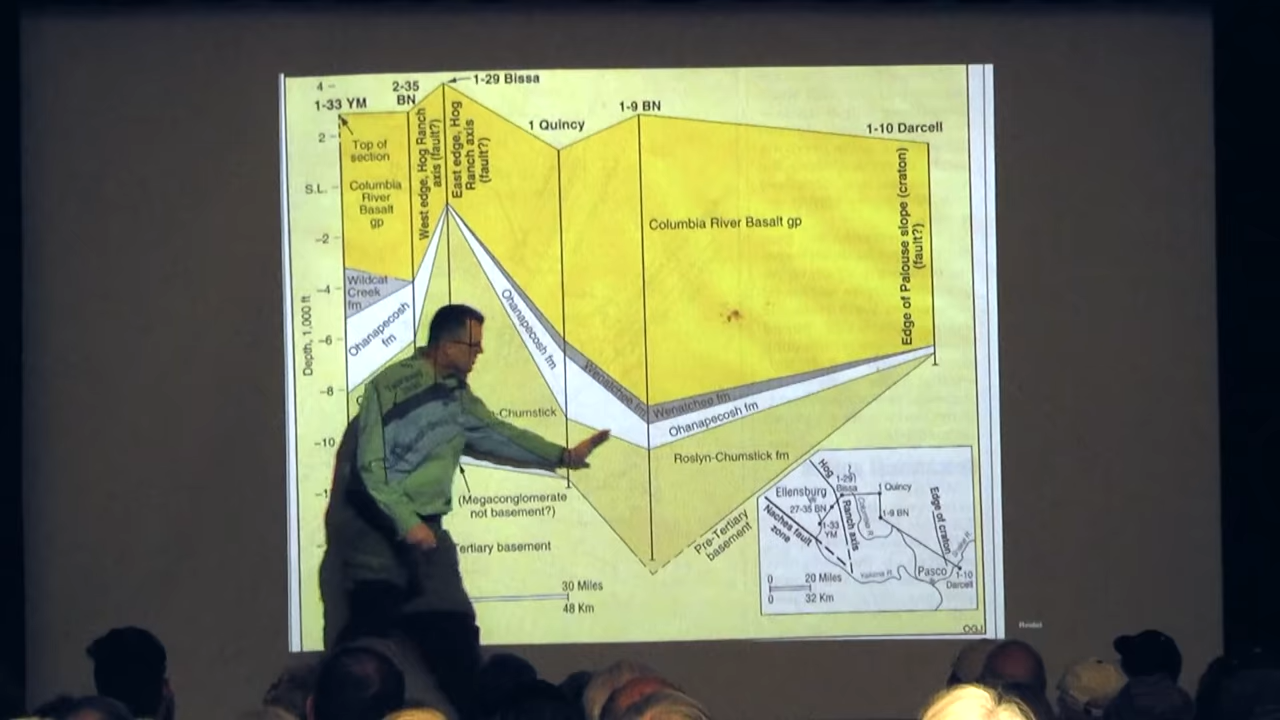 4
2
S.L.
−2
−4
−6
−8
−10
Depth, 1,000 ft
1-33 YM
2-35
BN
1-29 Bissa
1 Quincy
1-9 BN
1-10 Darcell
Top of
section
Columbia
River
Basalt
gp
Wildcat
Creek
fm
Ohanapecosh
fm
West edge, Hog Ranch
axis (fault?)
East edge, Hog
Ranch axis
(fault?)
Ohanapecosh fm
Wenatchee fm
Columbia River Basalt gp
Edge of Palouse slope (craton)
(fault?)
Wenatchee fm
Ohanapecosh fm
-Chumstick
Roslyn-Chumstick fm
(Megaconglomerate
not basement?)
Tertiary basement
Pre-Tertiary
basement
30 Miles
48 Km
Hog
Ranch axis
1-29
Bissa
1 Quincy
Ellensburg
27-35 BN
1-9 BN
1-33
YM
Naches fault
zone
Columbia R.
Edge of craton
Yakima R.
Snake R.
Pasco
1-10
Darcell
0 20 Miles
0 32 Km
OGJ
Reidel